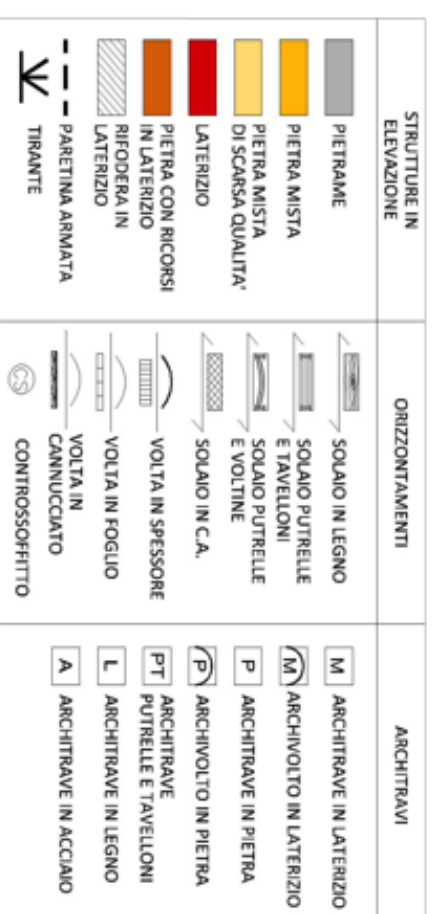 STRUTTURE IN
ELEVAZIONE
PIETRAME
PIETRA MISTA
PIETRA MISTA
DI SCARSA QUALITA'
LATERIZIO
PIETRA CON RICORSI
IN LATERIZIO
RIFODERA IN
LATERIZIO
PARETINA ARMATA
TIRANTE
ORIZZONTAMENTI
SOLAIO IN LEGNO
SOLAIO PUTRELLE
E TAVELLONI
SOLAIO PUTRELLE
E VOLTINE
SOLAIO IN C.A.
VOLTA IN SPESSORE
VOLTA IN FOGLIO
VOLTA IN
CANNUCCIATO
CS CONTROSSOFFITTO
ARCHITRAVI
M ARCHITRAVE IN LATERIZIO
M ARCHIVOLTO IN LATERIZIO
P ARCHITRAVE IN PIETRA
P ARCHIVOLTO IN PIETRA
PT ARCHITRAVE
PUTRELLE E TAVELLONI
L ARCHITRAVE IN LEGNO
A ARCHITRAVE IN ACCIAIO